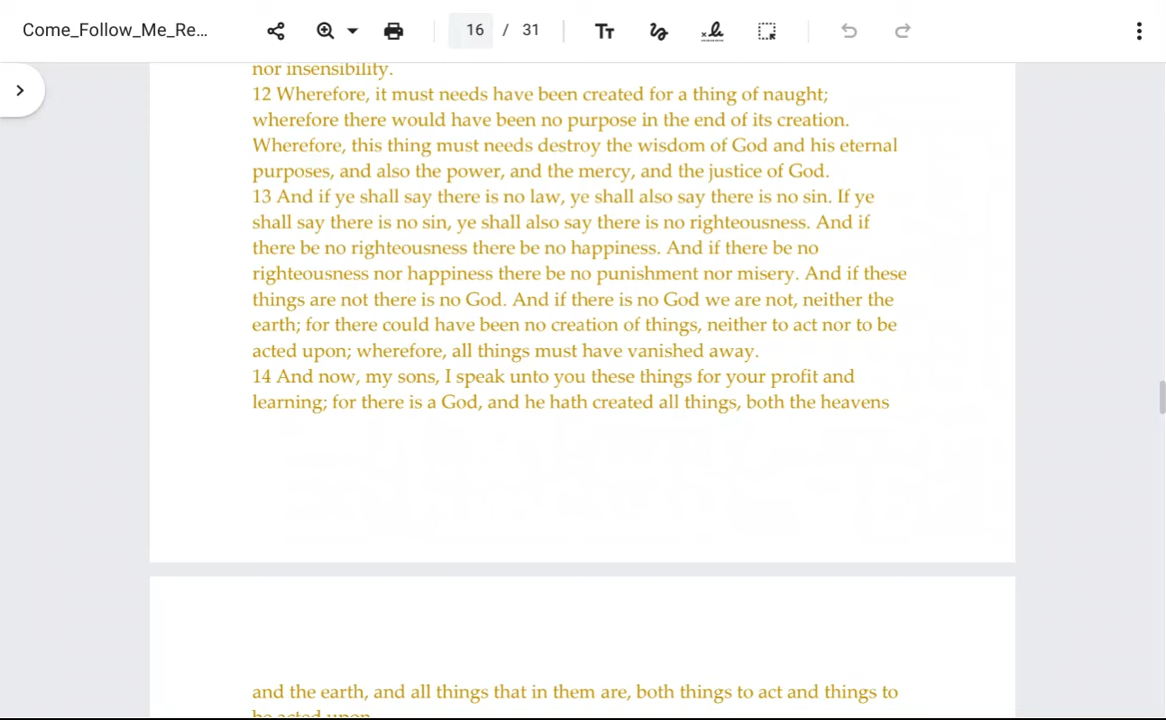 Come_Follow_Me_Re... 16 / 31
nor insensibility.
12 Wherefore, it must needs have been created for a thing of naught;
wherefore there would have been no purpose in the end of its creation.
Wherefore, this thing must needs destroy the wisdom of God and his eternal
purposes, and also the power, and the mercy, and the justice of God.
13 And if ye shall say there is no law, ye shall also say there is no sin. If ye
shall say there is no sin, ye shall also say there is no righteousness. And if
there be no righteousness there be no happiness. And if there be no
righteousness nor happiness there be no punishment nor misery. And if these
things are not there is no God. And if there is no God we are not, neither the
earth; for there could have been no creation of things, neither to act nor to be
acted upon; wherefore, all things must have vanished away.
14 And now, my sons, I speak unto you these things for your profit and
learning; for there is a God, and he hath created all things, both the heavens
and the earth, and all things that in them are, both things to act and things to
be acted upon